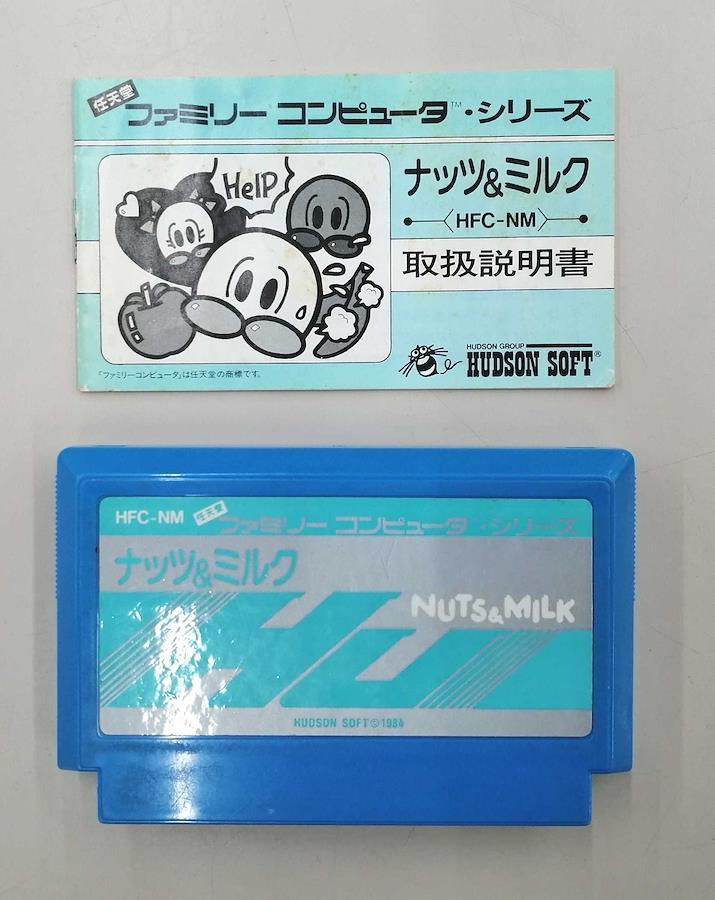 任天堂
ファミリー コンピュータ™・シリーズ
HelP
ナッツ&ミルク
HFC-NM
取扱説明書
HUDSON GROUP
HUDSON SOFT®
「ファミリーコンピュータ」は任天堂の商標です。
HFC-NM 任天堂 ファミリー コンピュータ™・シリーズ
ナッツ&ミルク
NUTS&MILK
HUDSON SOFT©1984